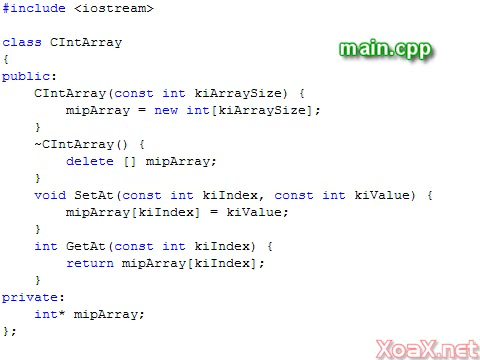 #include <iostream>
class CIntArray
main.cpp
{
public:
    CIntArray(const int kiArraySize) {
        mipArray = new int[kiArraySize];
    }
    ~CIntArray() {
        delete [] mipArray;
    }
    void SetAt(const int kiIndex, const int kiValue) {
        mipArray[kiIndex] = kiValue;
    }
    int GetAt(const int kiIndex) {
        return mipArray[kiIndex];
    }
private:
    int* mipArray;
};
XoaX.net